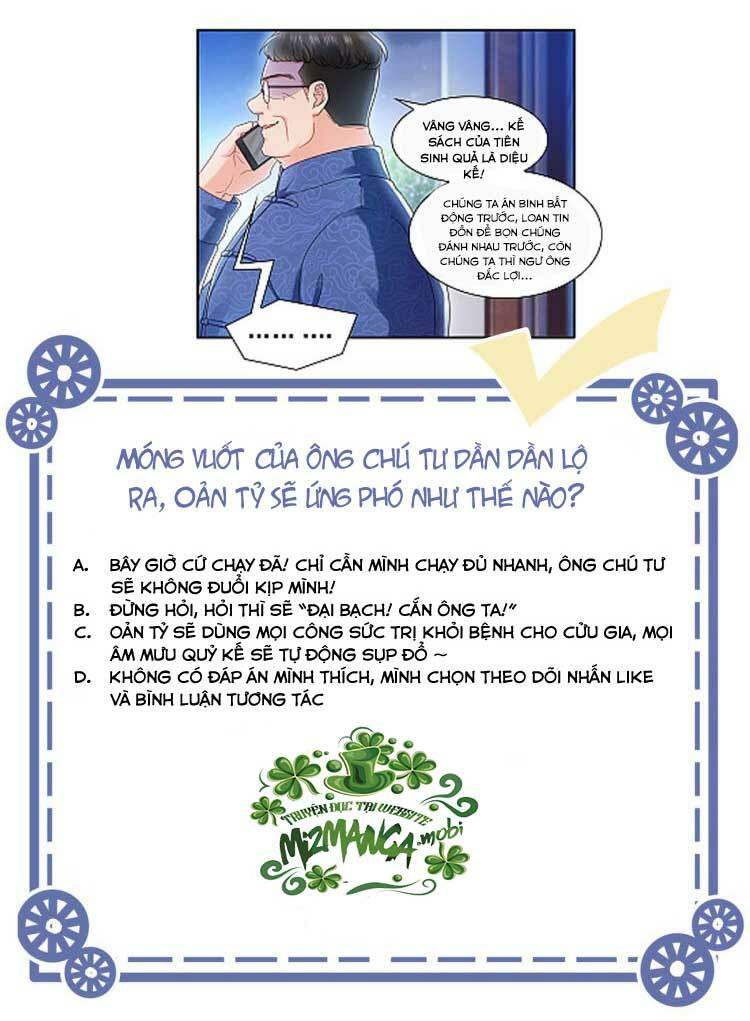 VÂNG VÂNG... KẾ
SÁCH CỦA TIÊN
SINH QUẢ LÀ DIỆU
KẾ!
CHÚNG TA ÁN BINH BẤT
ĐỘNG TRƯỚC, LOAN TIN
ĐỒN ĐỂ BỌN CHÚNG
ĐÁNH NHAU TRƯỚC, CÒN
CHÚNG TA THÌ NGƯ ÔNG
ĐẮC LỢI...
...... ....
MÓNG VUỐT CỦA ÔNG CHÚ TƯ DẦN DẦN LỘ
RA, OẢN TỶ SẼ ỨNG PHÓ NHƯ THẾ NÀO?
A. BÂY GIỜ CỨ CHẠY ĐÃ! CHỈ CẦN MÌNH CHẠY ĐỦ NHANH, ÔNG CHÚ TƯ
SẼ KHÔNG ĐUỔI KỊP MÌNH!
B. ĐỪNG HỎI, HỎI THÌ SẼ "ĐẠI BẠCH! CẮN ÔNG TA!"
C. OẢN TỶ SẼ DÙNG MỌI CÔNG SỨC TRỊ KHỎI BỆNH CHO CỬU GIA, MỌI
ÂM MƯU QUỶ KẾ SẼ TỰ ĐỘNG SỤP ĐỔ ~
D. KHÔNG CÓ ĐÁP ÁN MÌNH THÍCH, MÌNH CHỌN THEO DÕI NHẤN LIKE
VÀ BÌNH LUẬN TƯƠNG TÁC
TRUYỆN ĐỌC TẠI WEBSITE
Mi2MANGA.mobi